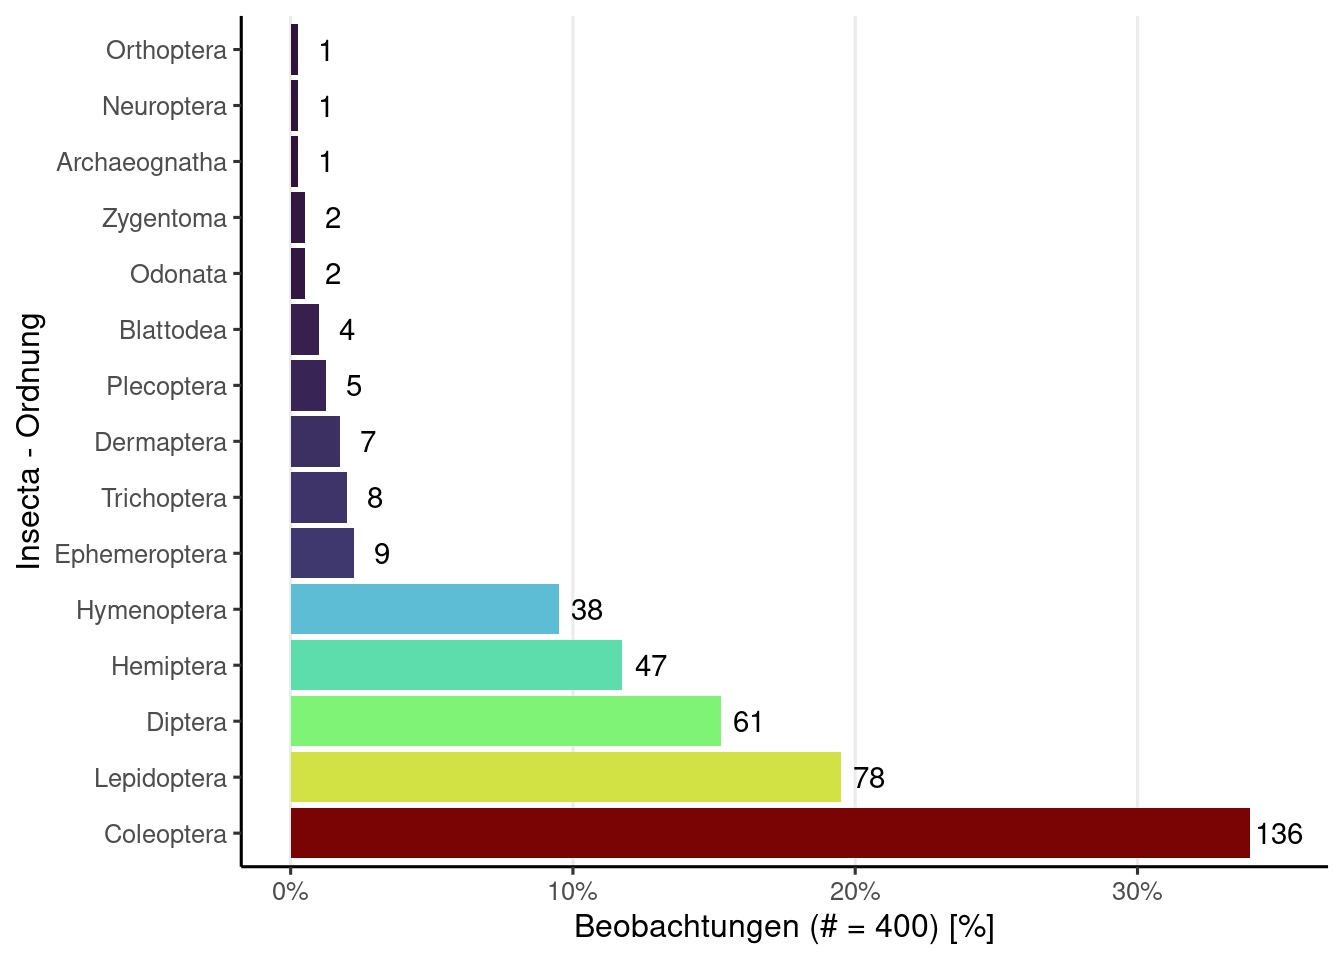 Insecta - Ordnung
Orthoptera 1
Neuroptera 1
Archaeognatha 1
Zygentoma 2
Odonata 2
Blattodea 4
Plecoptera 5
Dermaptera 7
Trichoptera 8
Ephemeroptera 9
Hymenoptera 38
Hemiptera 47
Diptera 61
Lepidoptera 78
Coleoptera 136
0% 10% 20% 30%
Beobachtungen (# = 400) [%]